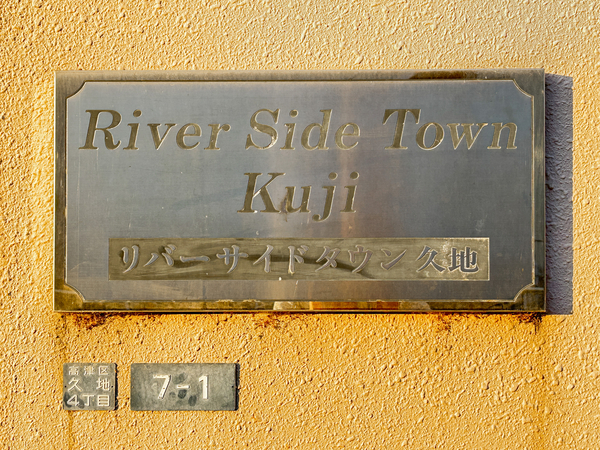 River Side Town
Kuji
リバーサイドタウン 久地
高津区
久地
4丁目
7-1